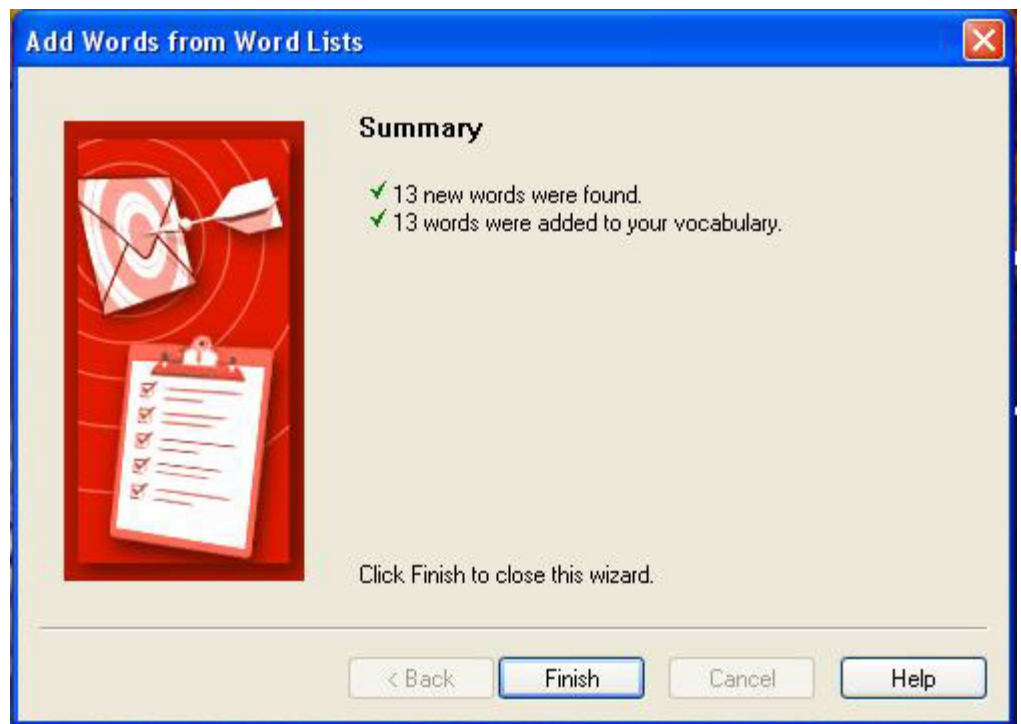 Add Words from Word Lists
Summary
13 new words were found.
13 words were added to your vocabulary.
Click Finish to close this wizard.
< Back Finish Cancel Help